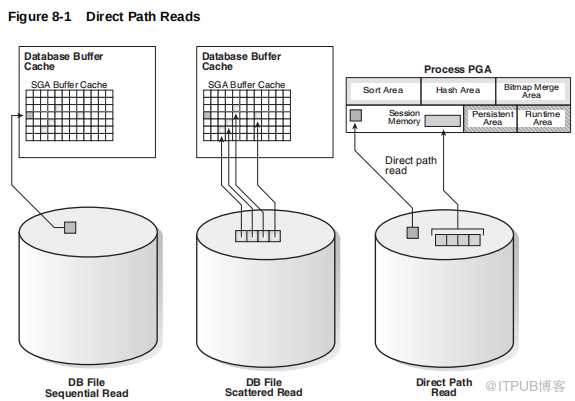 Figure 8-1 Direct Path Reads
Database Buffer
Cache
SGA Buffer Cache
Database Buffer
Cache
SGA Buffer Cache
Process PGA
Sort Area
Hash Area
Bitmap Merge
Area
Session
Memory
Persistent
Area
Runtime
Area
Direct path
read
DB File
Sequential Read
DB File
Scattered Read
Direct Path
Read
@ITPUB博客